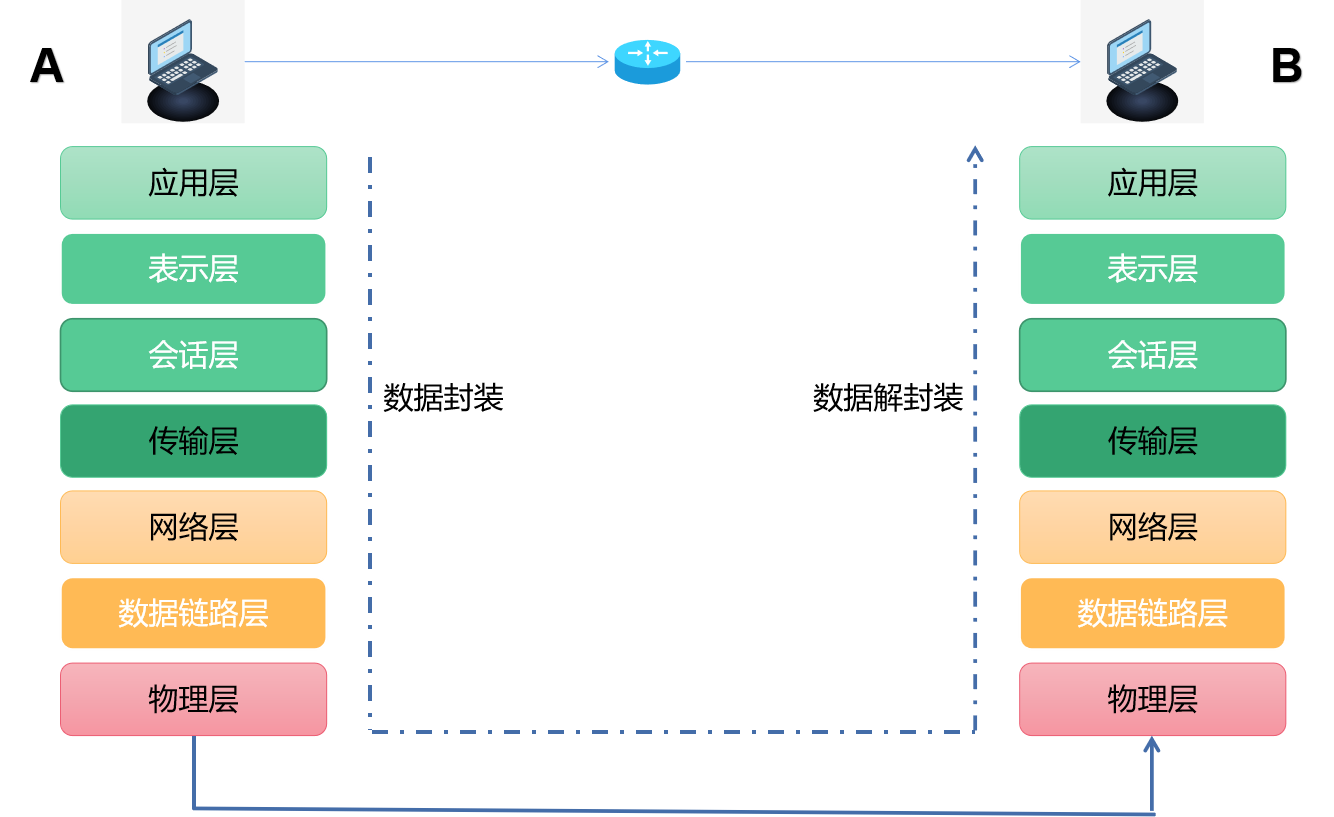 A
B
应用层
表示层
会话层
传输层
网络层
数据链路层
物理层
数据封装
数据解封装
应用层
表示层
会话层
传输层
网络层
数据链路层
物理层